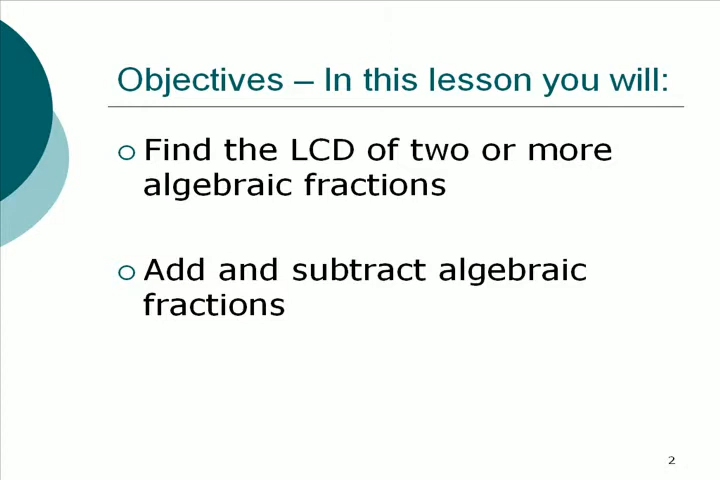 Objectives – In this lesson you will:
Find the LCD of two or more
algebraic fractions
Add and subtract algebraic
fractions
2